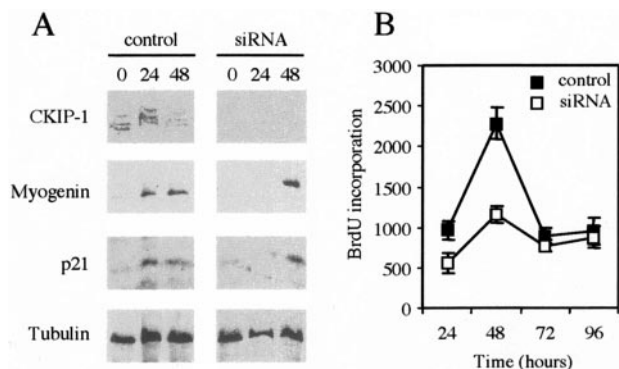 A
control siRNA
0 24 48 0 24 48
CKIP-1
Myogenin
p21
Tubulin
B
3000
2500
2000
1500
1000
500
0
BrdU incorporation
control
siRNA
24 48 72 96
Time (hours)